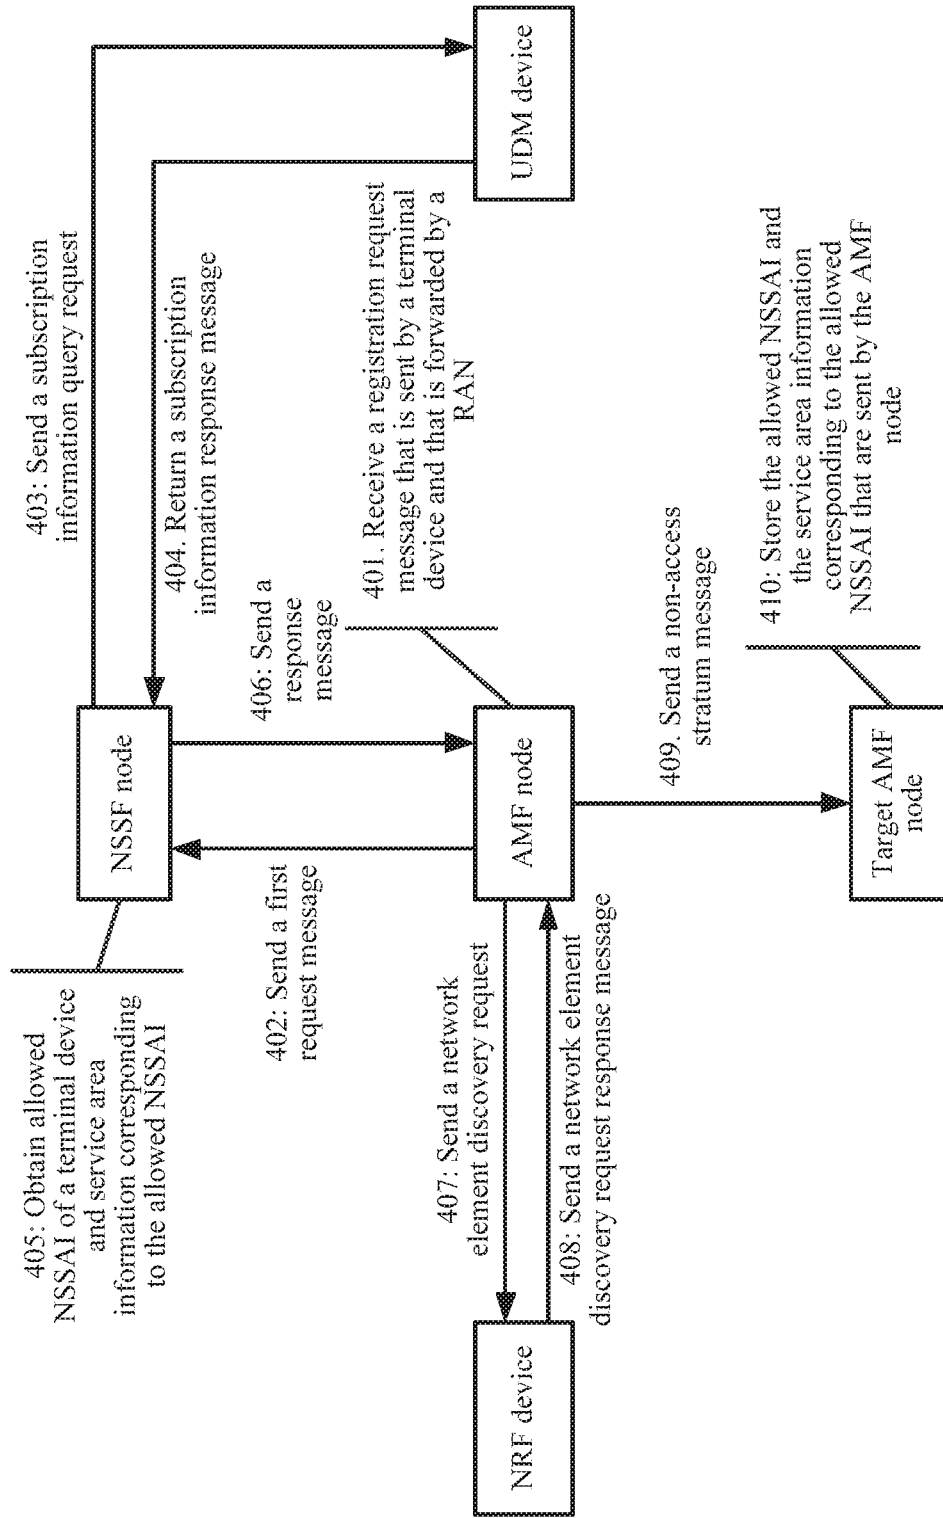 403: Send a subscription
information query request
404. Return a subscription
information response message
UDM device
401. Receive a registration request
message that is sent by a terminal
device and that is forwarded by a
RAN
406: Send a
response
message
NSSF node
402: Send a first
request message
405: Obtain allowed
NSSAI of a terminal device
and service area
information corresponding
to the allowed NSSAI
AMF node
407: Send a network
element discovery request
408: Send a network element
discovery request response message
NRF device
409. Send a non-access
stratum message
410: Store the allowed NSSAI and
the service area information
corresponding to the allowed
NSSAI that are sent by the AMF
node
Target AMF
node